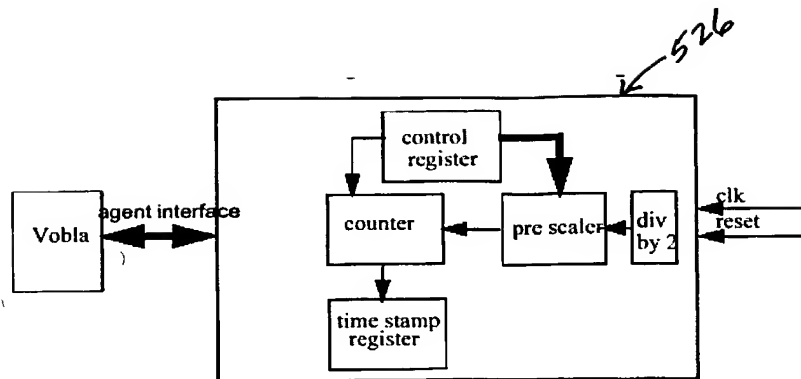 526
control
register
clk
reset
agent interface
Vobla
counter
pre scaler
div
by 2
time stamp
register